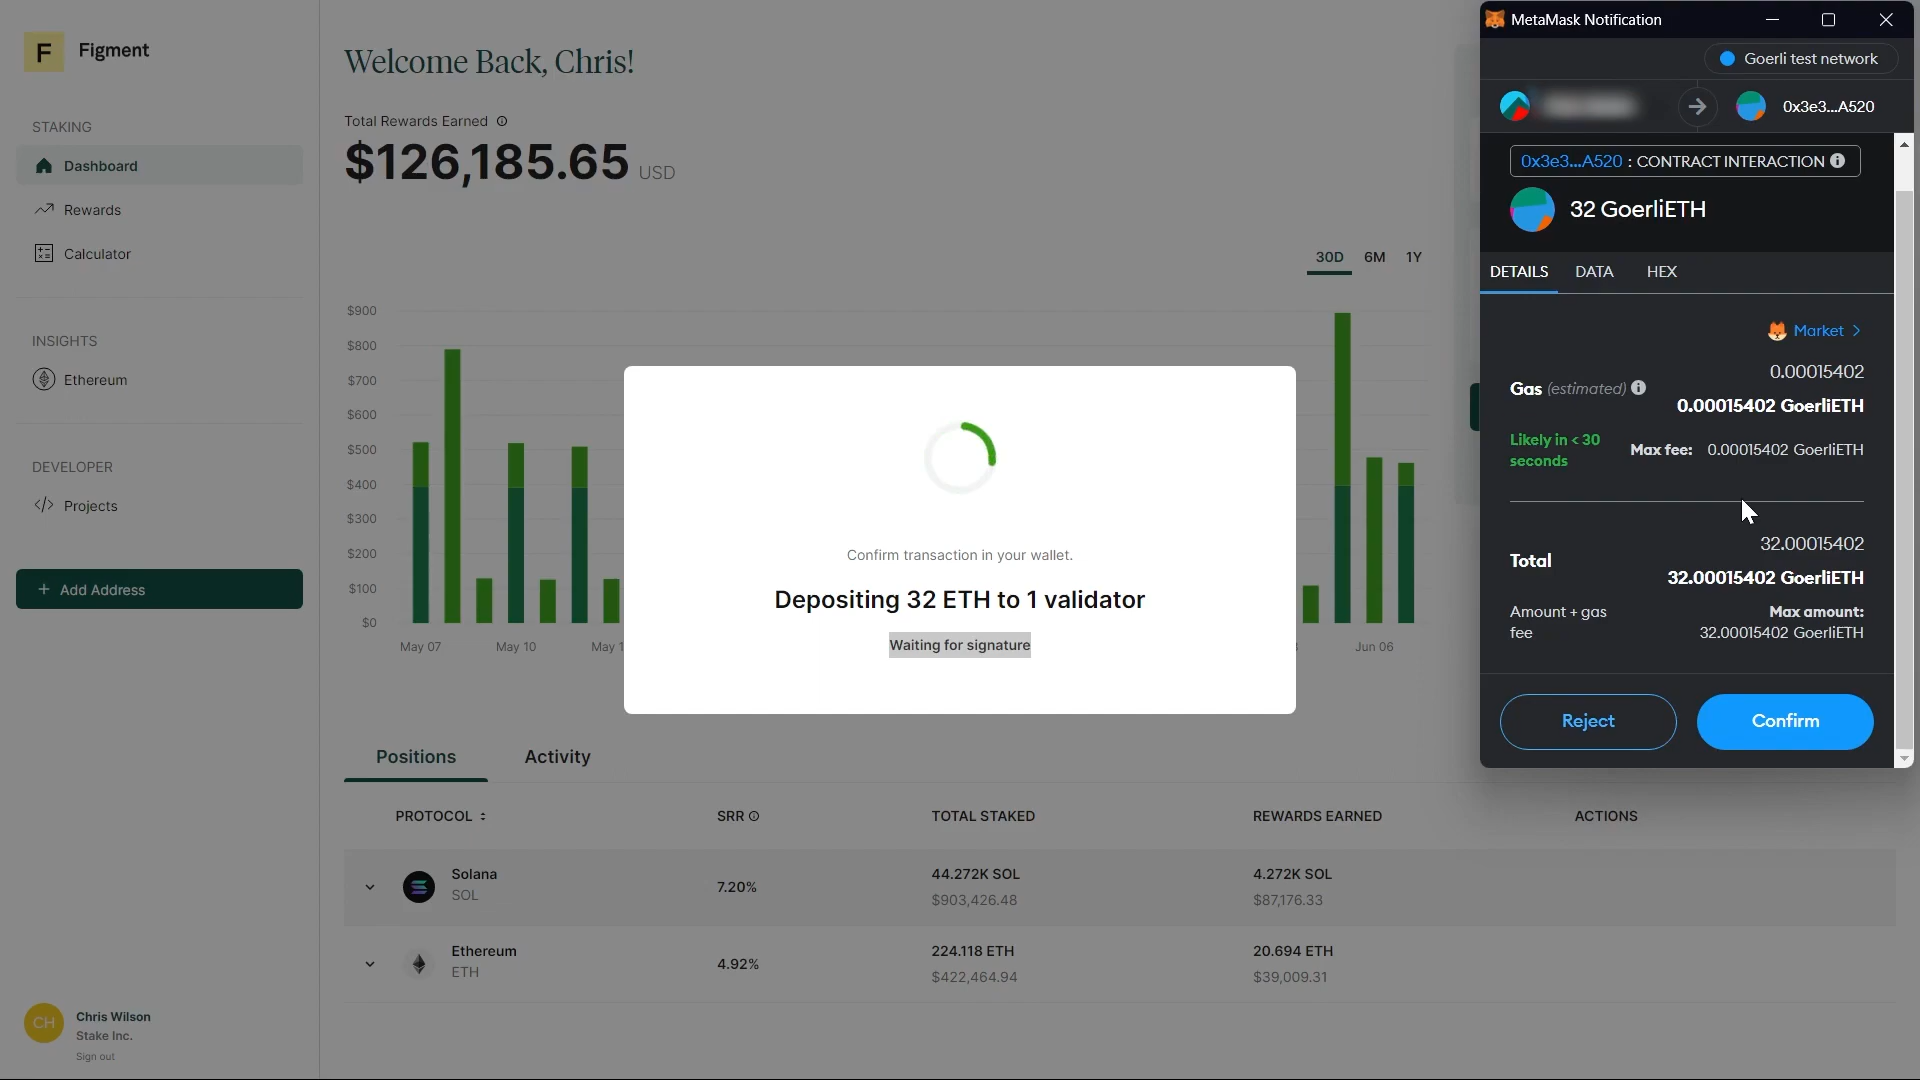 F Figment
STAKING
Dashboard
Rewards
Calculator
INSIGHTS
Ethereum
DEVELOPER
</> Projects
+ Add Address
CH
Chris Wilson
Stake Inc.
Sign out
Welcome Back, Chris!
Total Rewards Earned
$126,185.65 USD
30D 6M 1Y
$900
$800
$700
$600
$500
$400
$300
$200
$100
$0
May 07 May 10 May 1 Jun 06
Confirm transaction in your wallet.
Depositing 32 ETH to 1 validator
Waiting for signature
Positions Activity
PROTOCOL SRR TOTAL STAKED REWARDS EARNED ACTIONS
Solana 44.272K SOL 4.272K SOL
SOL 7.20% $903,426.48 $87,176.33
Ethereum 224.118 ETH 20.694 ETH
ETH 4.92% $422,464.94 $39,009.31
MetaMask Notification
Goerli test network
0x3e3...A520
0x3e3...A520 : CONTRACT INTERACTION
32 GoerliETH
DETAILS DATA HEX
Market >
0.00015402
Gas (estimated) 0.00015402 GoerliETH
Likely in < 30
seconds
Max fee: 0.00015402 GoerliETH
32.00015402
Total 32.00015402 GoerliETH
Amount + gas
fee
Max amount:
32.00015402 GoerliETH
Reject Confirm